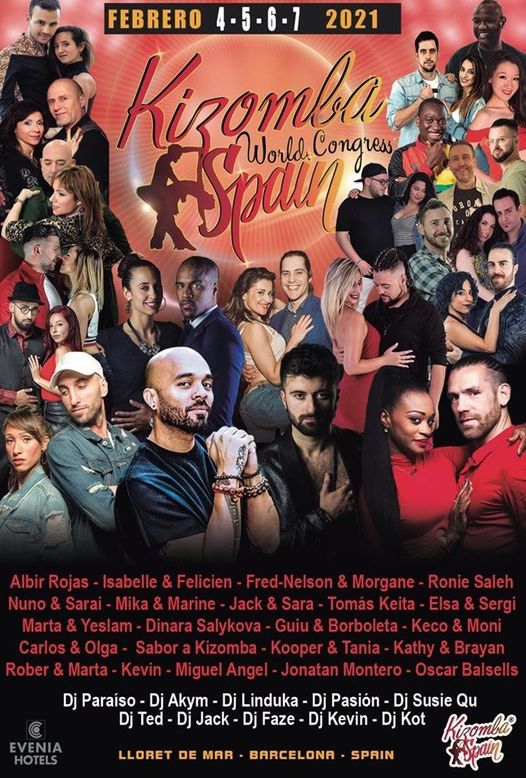 FEBRERO 4-5-6-7 2021
Kizomba
World Congress
Spain
Albir Rojas - Isabelle & Felicien - Fred-Nelson & Morgane - Ronie Saleh
Nuno & Sarai - Mika & Marine - Jack & Sara - Tomás Keita - Elsa & Sergi
Marta & Yeslam - Dinara Salykova - Guiu & Borboleta - Keco & Moni
Carlos & Olga - Sabor a Kizomba - Kooper & Tania - Kathy & Brayan
Rober & Marta - Kevin - Miguel Angel - Jonatan Montero - Oscar Balsells
Dj Paraíso - Dj Akym - Dj Linduka - Dj Pasión - Dj Susie Qu
Dj Ted - Dj Jack - Dj Faze - Dj Kevin - Dj Kot
EVENIA
HOTELS
LLORET DE MAR - BARCELONA - SPAIN
Kizomba®
Spain